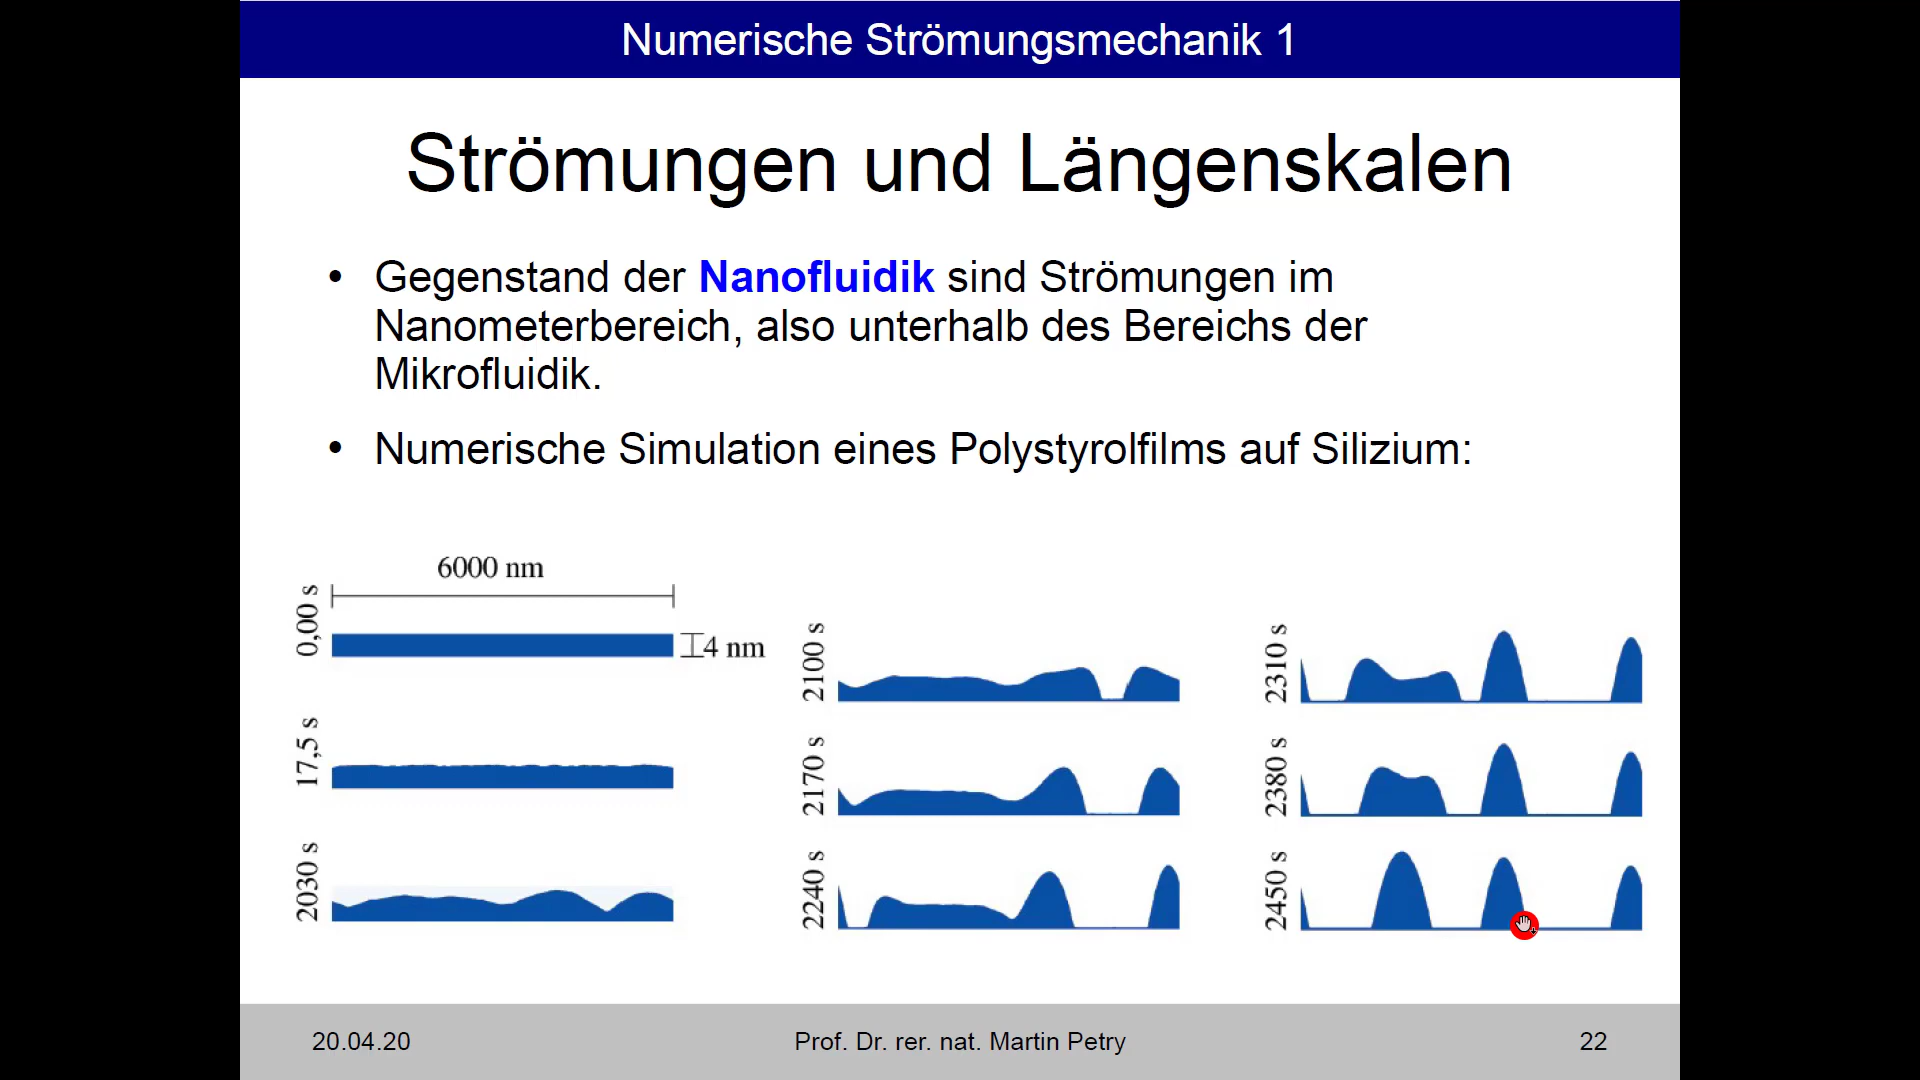 Numerische Strömungsmechanik 1
Strömungen und Längenskalen
• Gegenstand der Nanofluidik sind Strömungen im
Nanometerbereich, also unterhalb des Bereichs der
Mikrofluidik.
• Numerische Simulation eines Polystyrolfilms auf Silizium:
6000 nm
0,00 s
4 nm
17,5 s
2030 s
2100 s
2170 s
2240 s
2310 s
2380 s
2450 s
20.04.20
Prof. Dr. rer. nat. Martin Petry
22